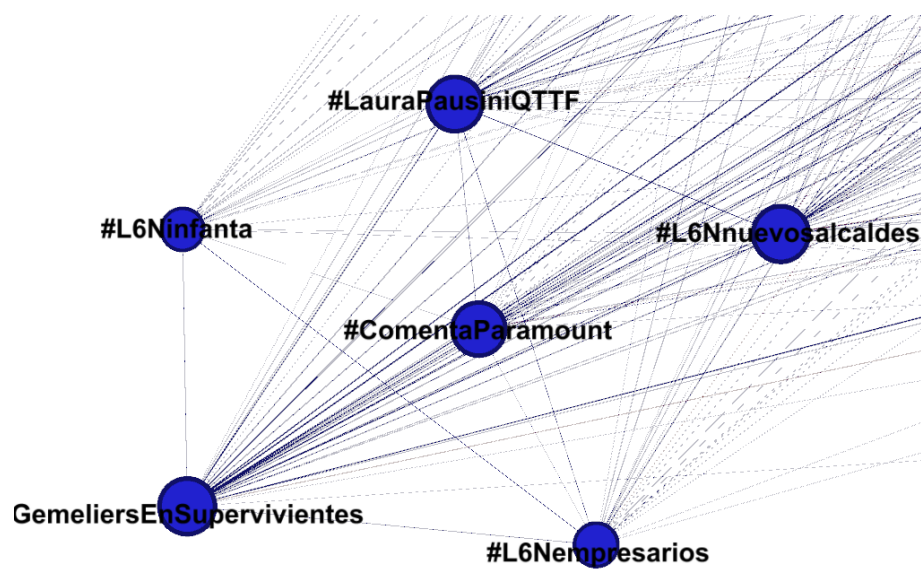 #LauraPausiniQTTF
#L6Ninfanta
#L6Nnuevosalcaldes
#ComentaParamount
GemeliersEnSupervivientes
#L6Nempresarios